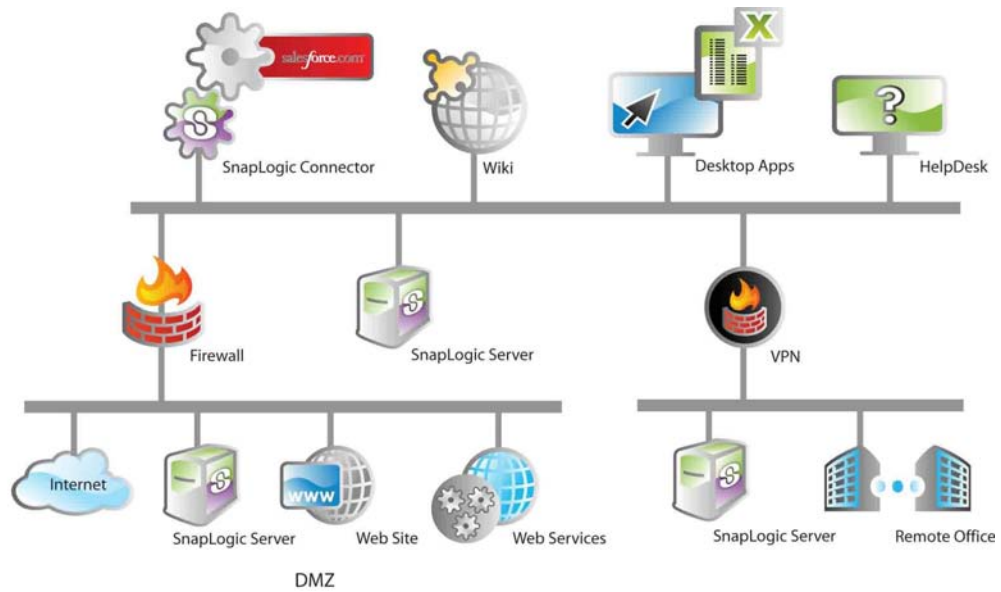 salesforce.com
S
X
?
SnapLogic Connector
Wiki
Desktop Apps
HelpDesk
S
Firewall
SnapLogic Server
VPN
Internet
S
www
S
SnapLogic Server
Web Site
Web Services
SnapLogic Server
Remote Office
DMZ